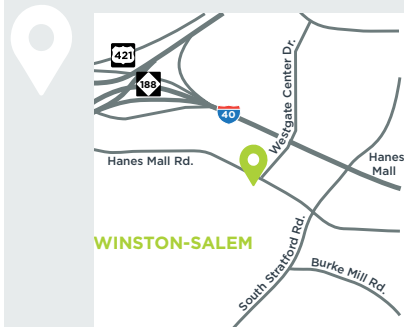 421
188
40
Westgate Center Dr.
Hanes Mall Rd.
Hanes
Mall
WINSTON-SALEM
South Stratford Rd.
Burke Mill Rd.